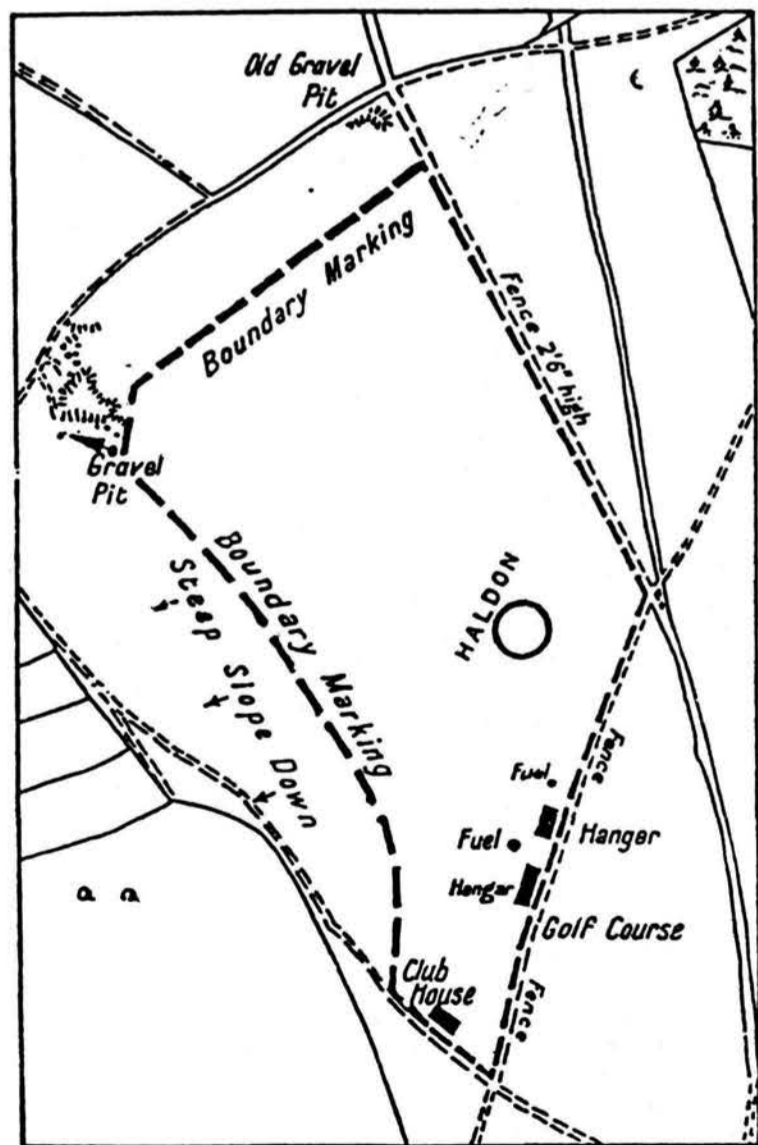 Old Gravel
Pit
Boundary Marking
Fence 2'6" high
Gravel
Pit
Boundary Marking
Steep Slope Down
HALDON
Fence
Fuel
Fuel
Hanger
Hangar
Golf Course
Club
House
Fence